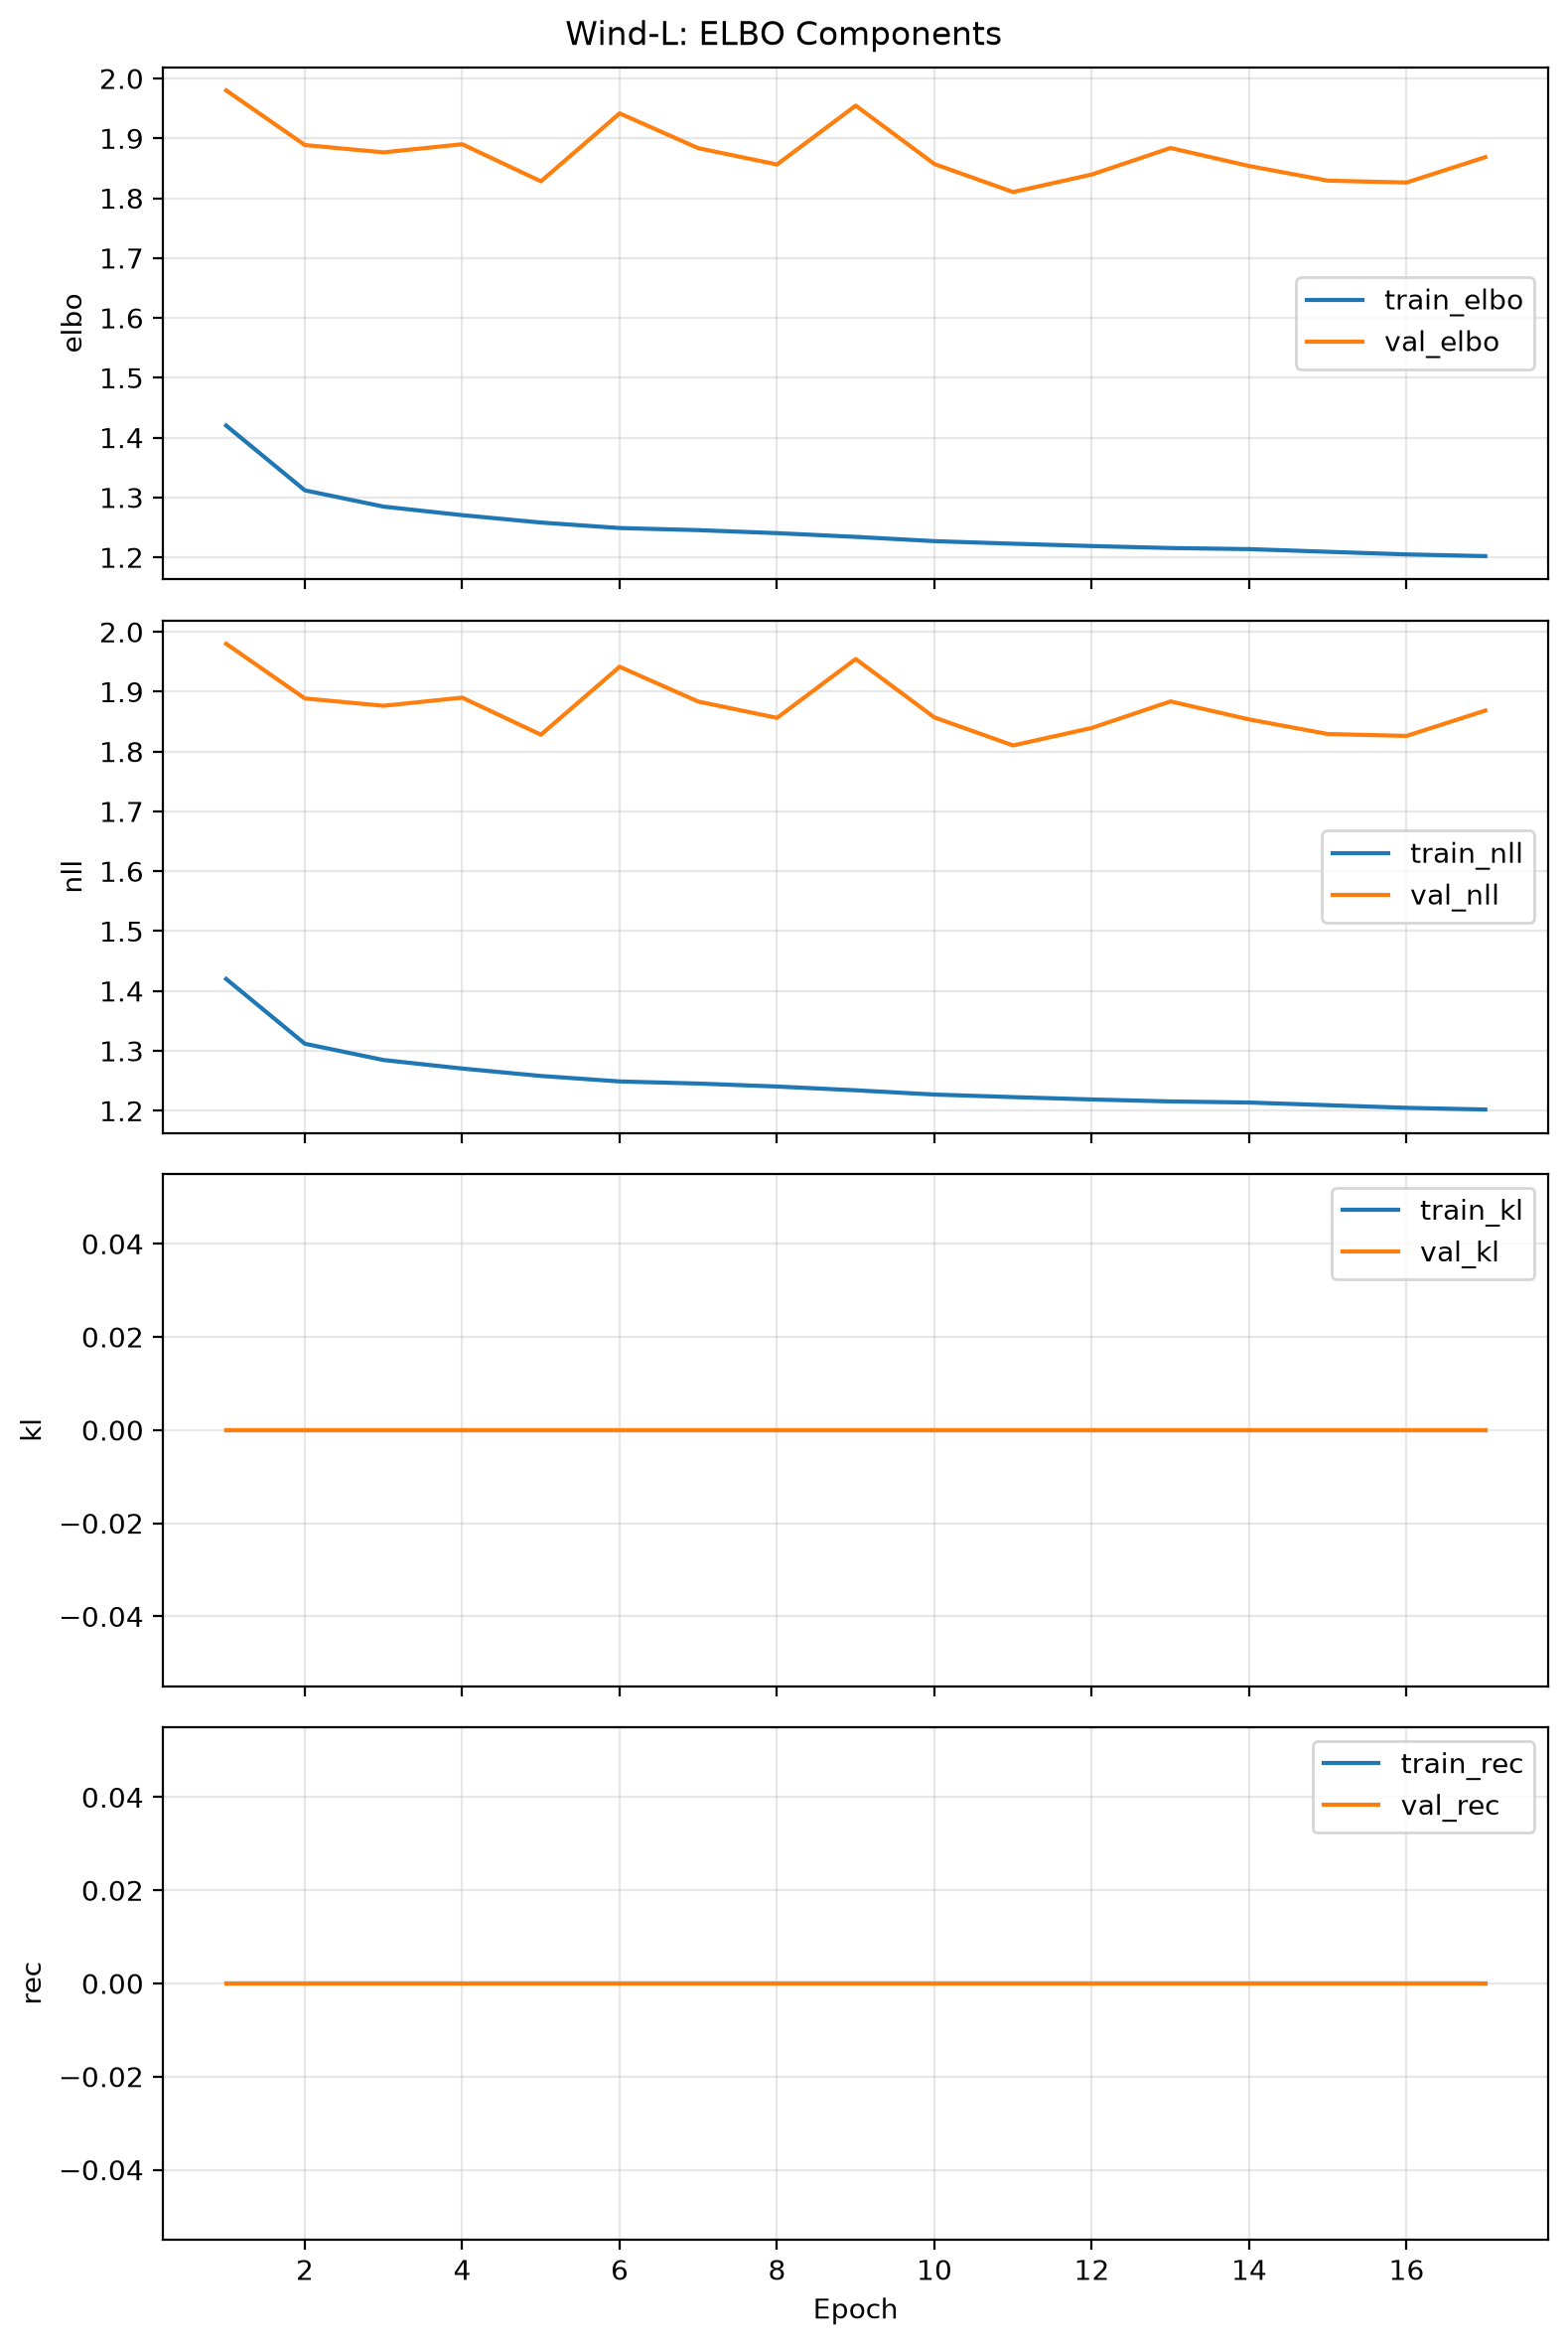 Wind-L: ELBO Components
2.0
1.9
1.8
1.7
1.6
1.5
1.4
1.3
1.2
elbo
train_elbo
val_elbo
2.0
1.9
1.8
1.7
1.6
1.5
1.4
1.3
1.2
nll
train_nll
val_nll
0.04
0.02
0.00
−0.02
−0.04
kl
train_kl
val_kl
0.04
0.02
0.00
−0.02
−0.04
rec
train_rec
val_rec
2 4 6 8 10 12 14 16
Epoch